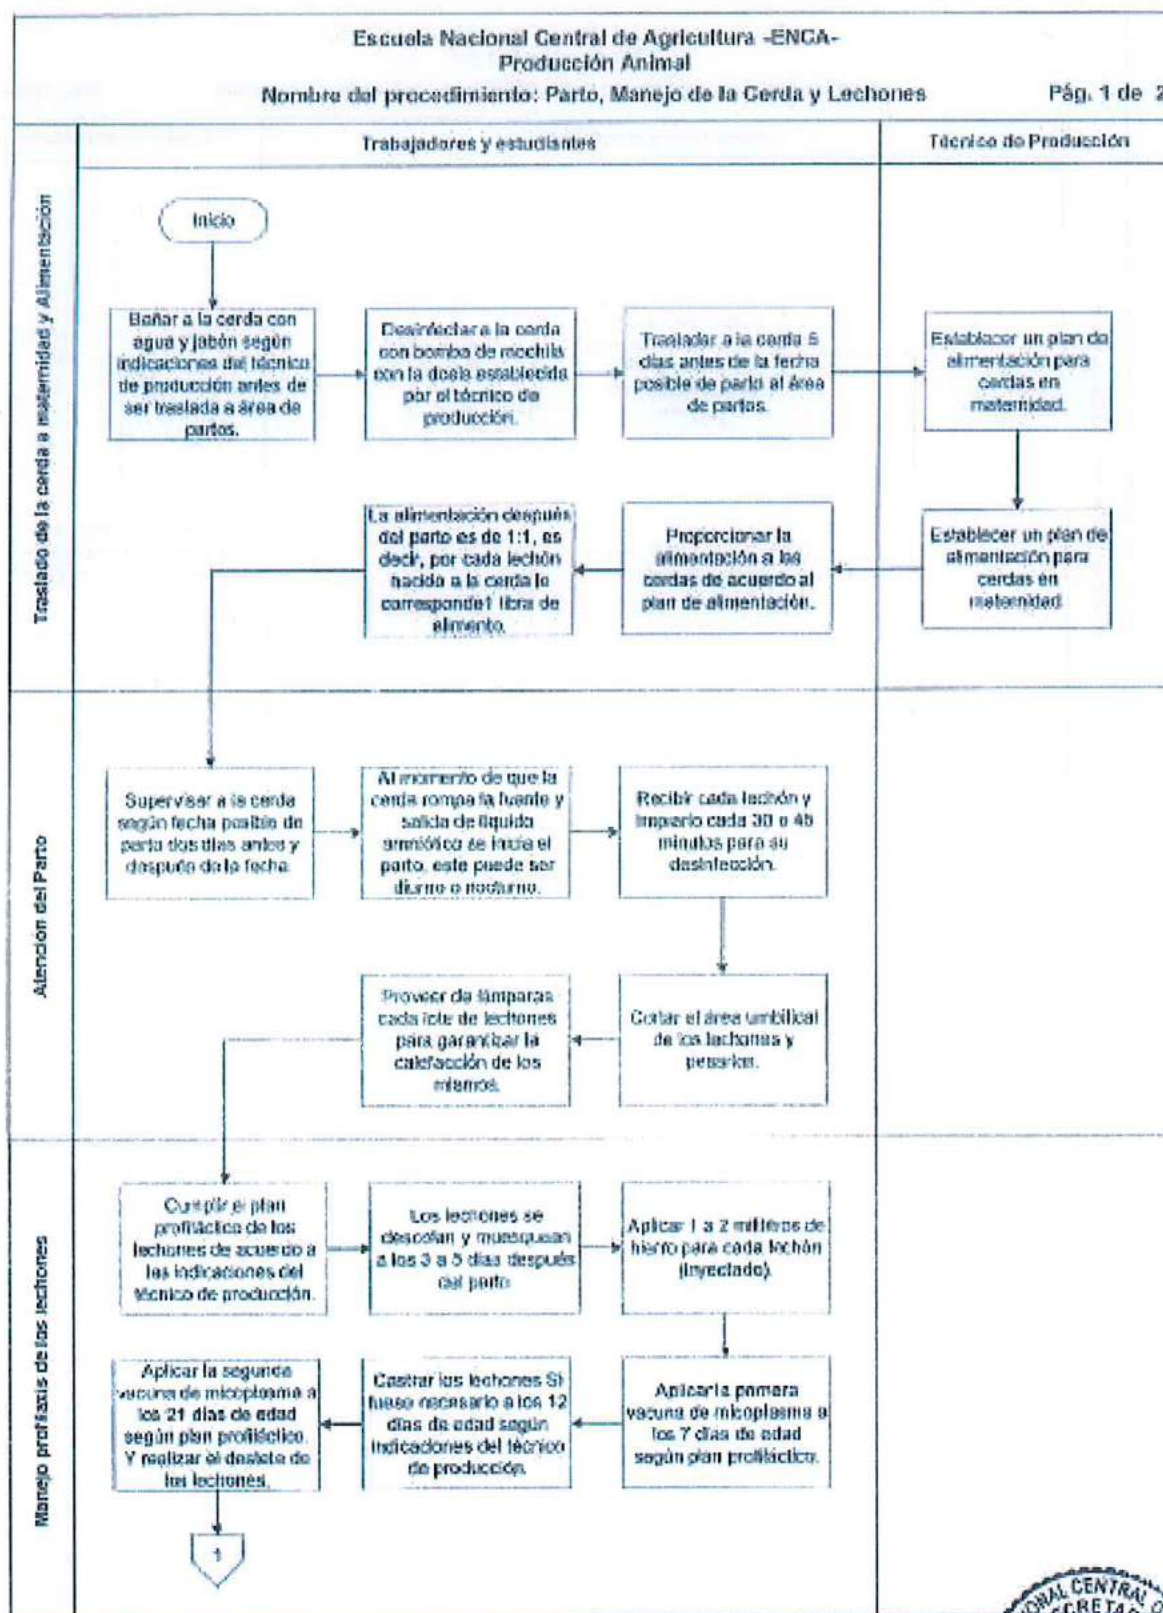 Escuela Nacional Central de Agricultura -ENCA-
Producción Animal
Nombre del procedimiento: Parto, Manejo de la Cerda y Lechones
Pág. 1 de 2
Trabajadores y estudiantes
Técnico de Producción
Traslado de la cerda a maternidad y Alimentación
Inicio
Bañar a la cerda con
agua y jabón según
indicaciones del técnico
de producción antes de
ser traslada a área de
partos.
Desinfectar a la cerda
con bomba de mochila
con la dosis establecida
por el técnico de
producción.
Trasladar a la cerda 5
días antes de la fecha
posible de parto al área
de partos.
Establecer un plan de
alimentación para
cerdas en
maternidad.
Establecer un plan de
alimentación para
cerdas en
maternidad
Proporcionar la
alimentación a las
cerdas de acuerdo al
plan de alimentación.
La alimentación después
del parto es de 1:1, es
decir, por cada lechón
nacido a la cerda le
corresponde1 libra de
alimento.
Atención del Parto
Supervisar a la cerda
según fecha posible de
parto dos días antes y
después de la fecha.
Al momento de que la
cerda rompa la fuente y
salida de líquido
amniótico se inicia el
parto, este puede ser
diurno o nocturno.
Recibir cada lechón y
limpiarlo cada 30 o 45
minutos para su
desinfección.
Cortar el área umbilical
de los lechones y
pesarlos.
Proveer de lámparas
cada lote de lechones
para garantizar la
calefacción de los
mismos.
Manejo profilaxis de los lechones
Cumplir el plan
profiláctico de los
lechones de acuerdo a
las indicaciones del
técnico de producción.
Los lechones se
descolan y muesquean
a los 3 a 5 días después
del parto
Aplicar 1 a 2 mililitros de
hierro para cada lechón
(inyectado).
Aplicar la primera
vacuna de micoplasma a
los 7 días de edad
según plan profiláctico.
Castrar los lechones Si
fuese necesario a los 12
días de edad según
indicaciones del técnico
de producción.
Aplicar la segunda
vacuna de micoplasma a
los 21 días de edad
según plan profiláctico.
Y realizar el destete de
los lechones.
1
CENTRAL